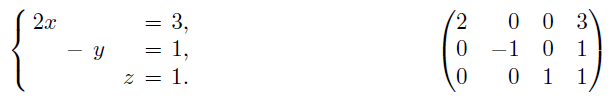 2x = 3, 2 0 0 3
− y = 1, 0 −1 0 1
z = 1. 0 0 1 1